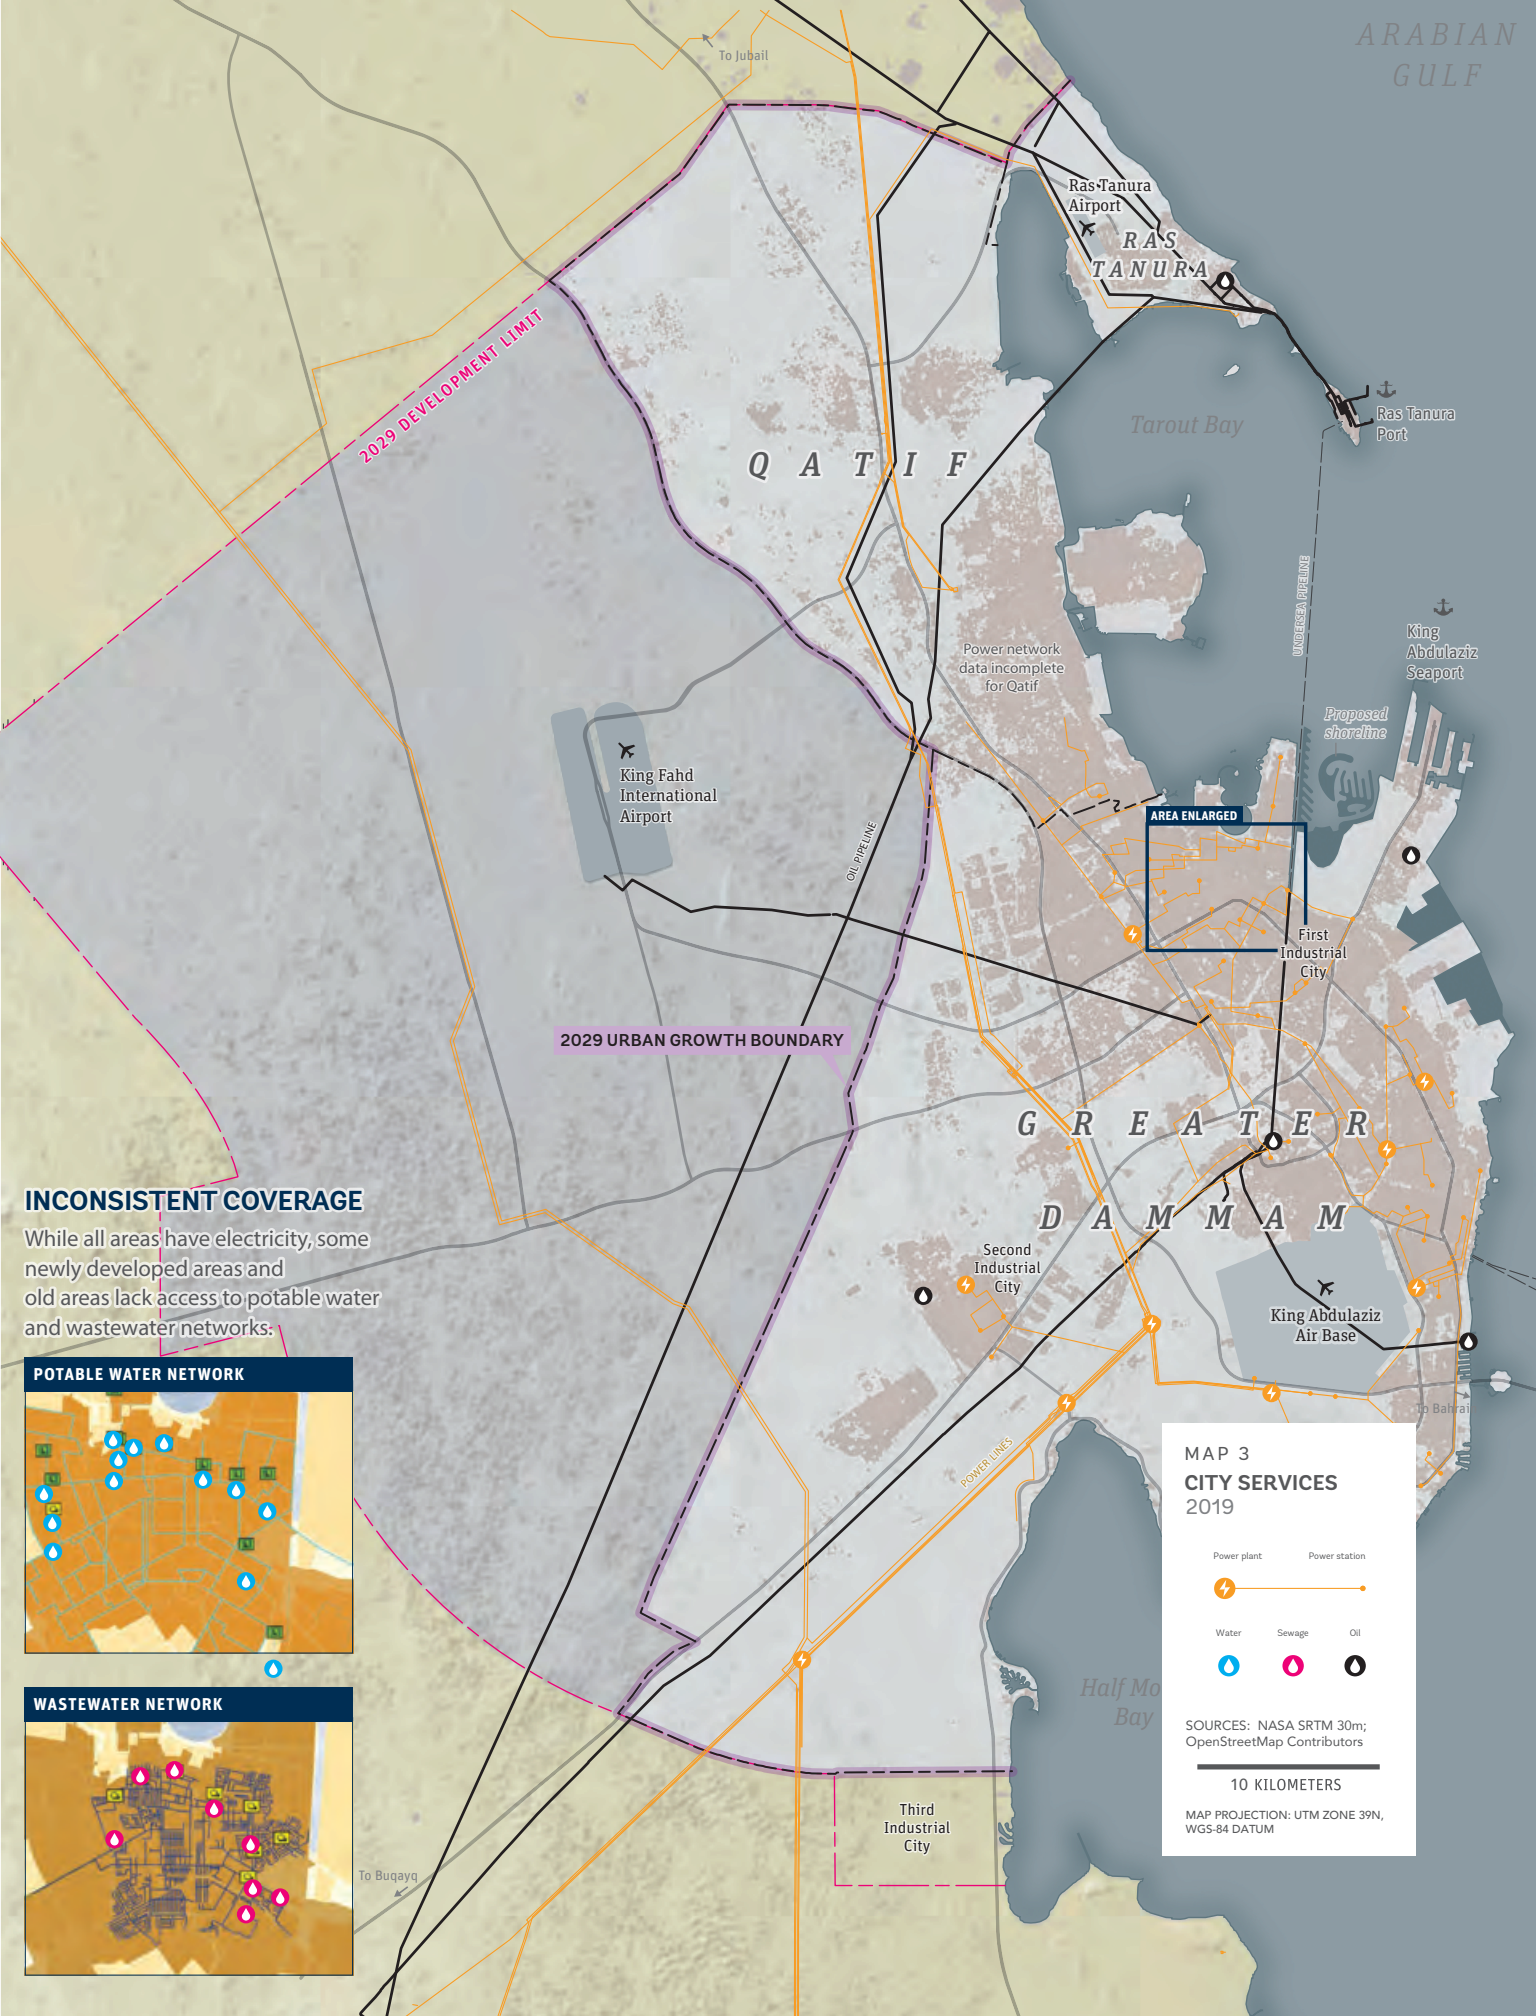 ARABIAN
GULF
To Jubail
Ras Tanura
Airport
RAS
TANURA
2029 DEVELOPMENT LIMIT
Ras Tanura
Port
Tarout Bay
QATIF
UNDERSEA PIPELINE
King
Abdulaziz
Seaport
Power network
data incomplete
for Qatif
Proposed
shoreline
King Fahd
International
Airport
OIL PIPELINE
AREA ENLARGED
First
Industrial
City
2029 URBAN GROWTH BOUNDARY
GREATER
DAMMAM
INCONSISTENT COVERAGE
While all areas have electricity, some
newly developed areas and
old areas lack access to potable water
and wastewater networks.
Second
Industrial
City
King Abdulaziz
Air Base
POTABLE WATER NETWORK
To Bahrai
POWER LINES
MAP 3
CITY SERVICES
2019
Power plant
Power station
Water
Sewage
Oil
SOURCES: NASA SRTM 30m;
OpenStreetMap Contributors
10 KILOMETERS
MAP PROJECTION: UTM ZONE 39N,
WGS-84 DATUM
Half Mo
Bay
WASTEWATER NETWORK
Third
Industrial
City
To Buqayq